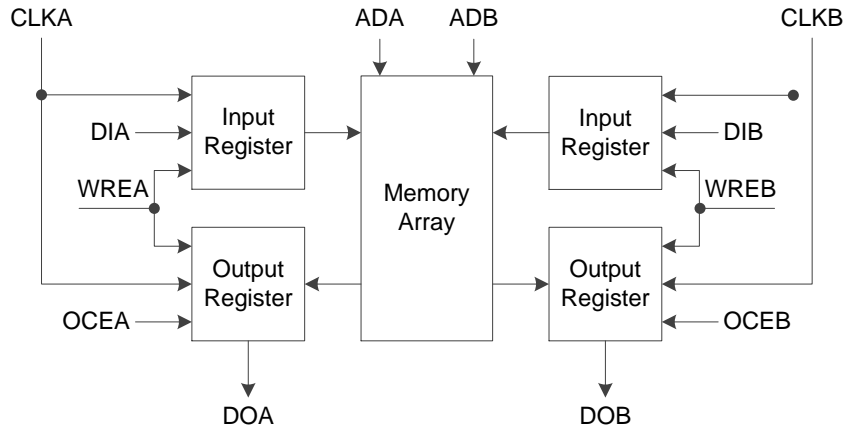 CLKA
ADA
ADB
CLKB
Input
Register
Input
Register
DIA
DIB
WREA
Memory
Array
WREB
Output
Register
Output
Register
OCEA
OCEB
DOA
DOB